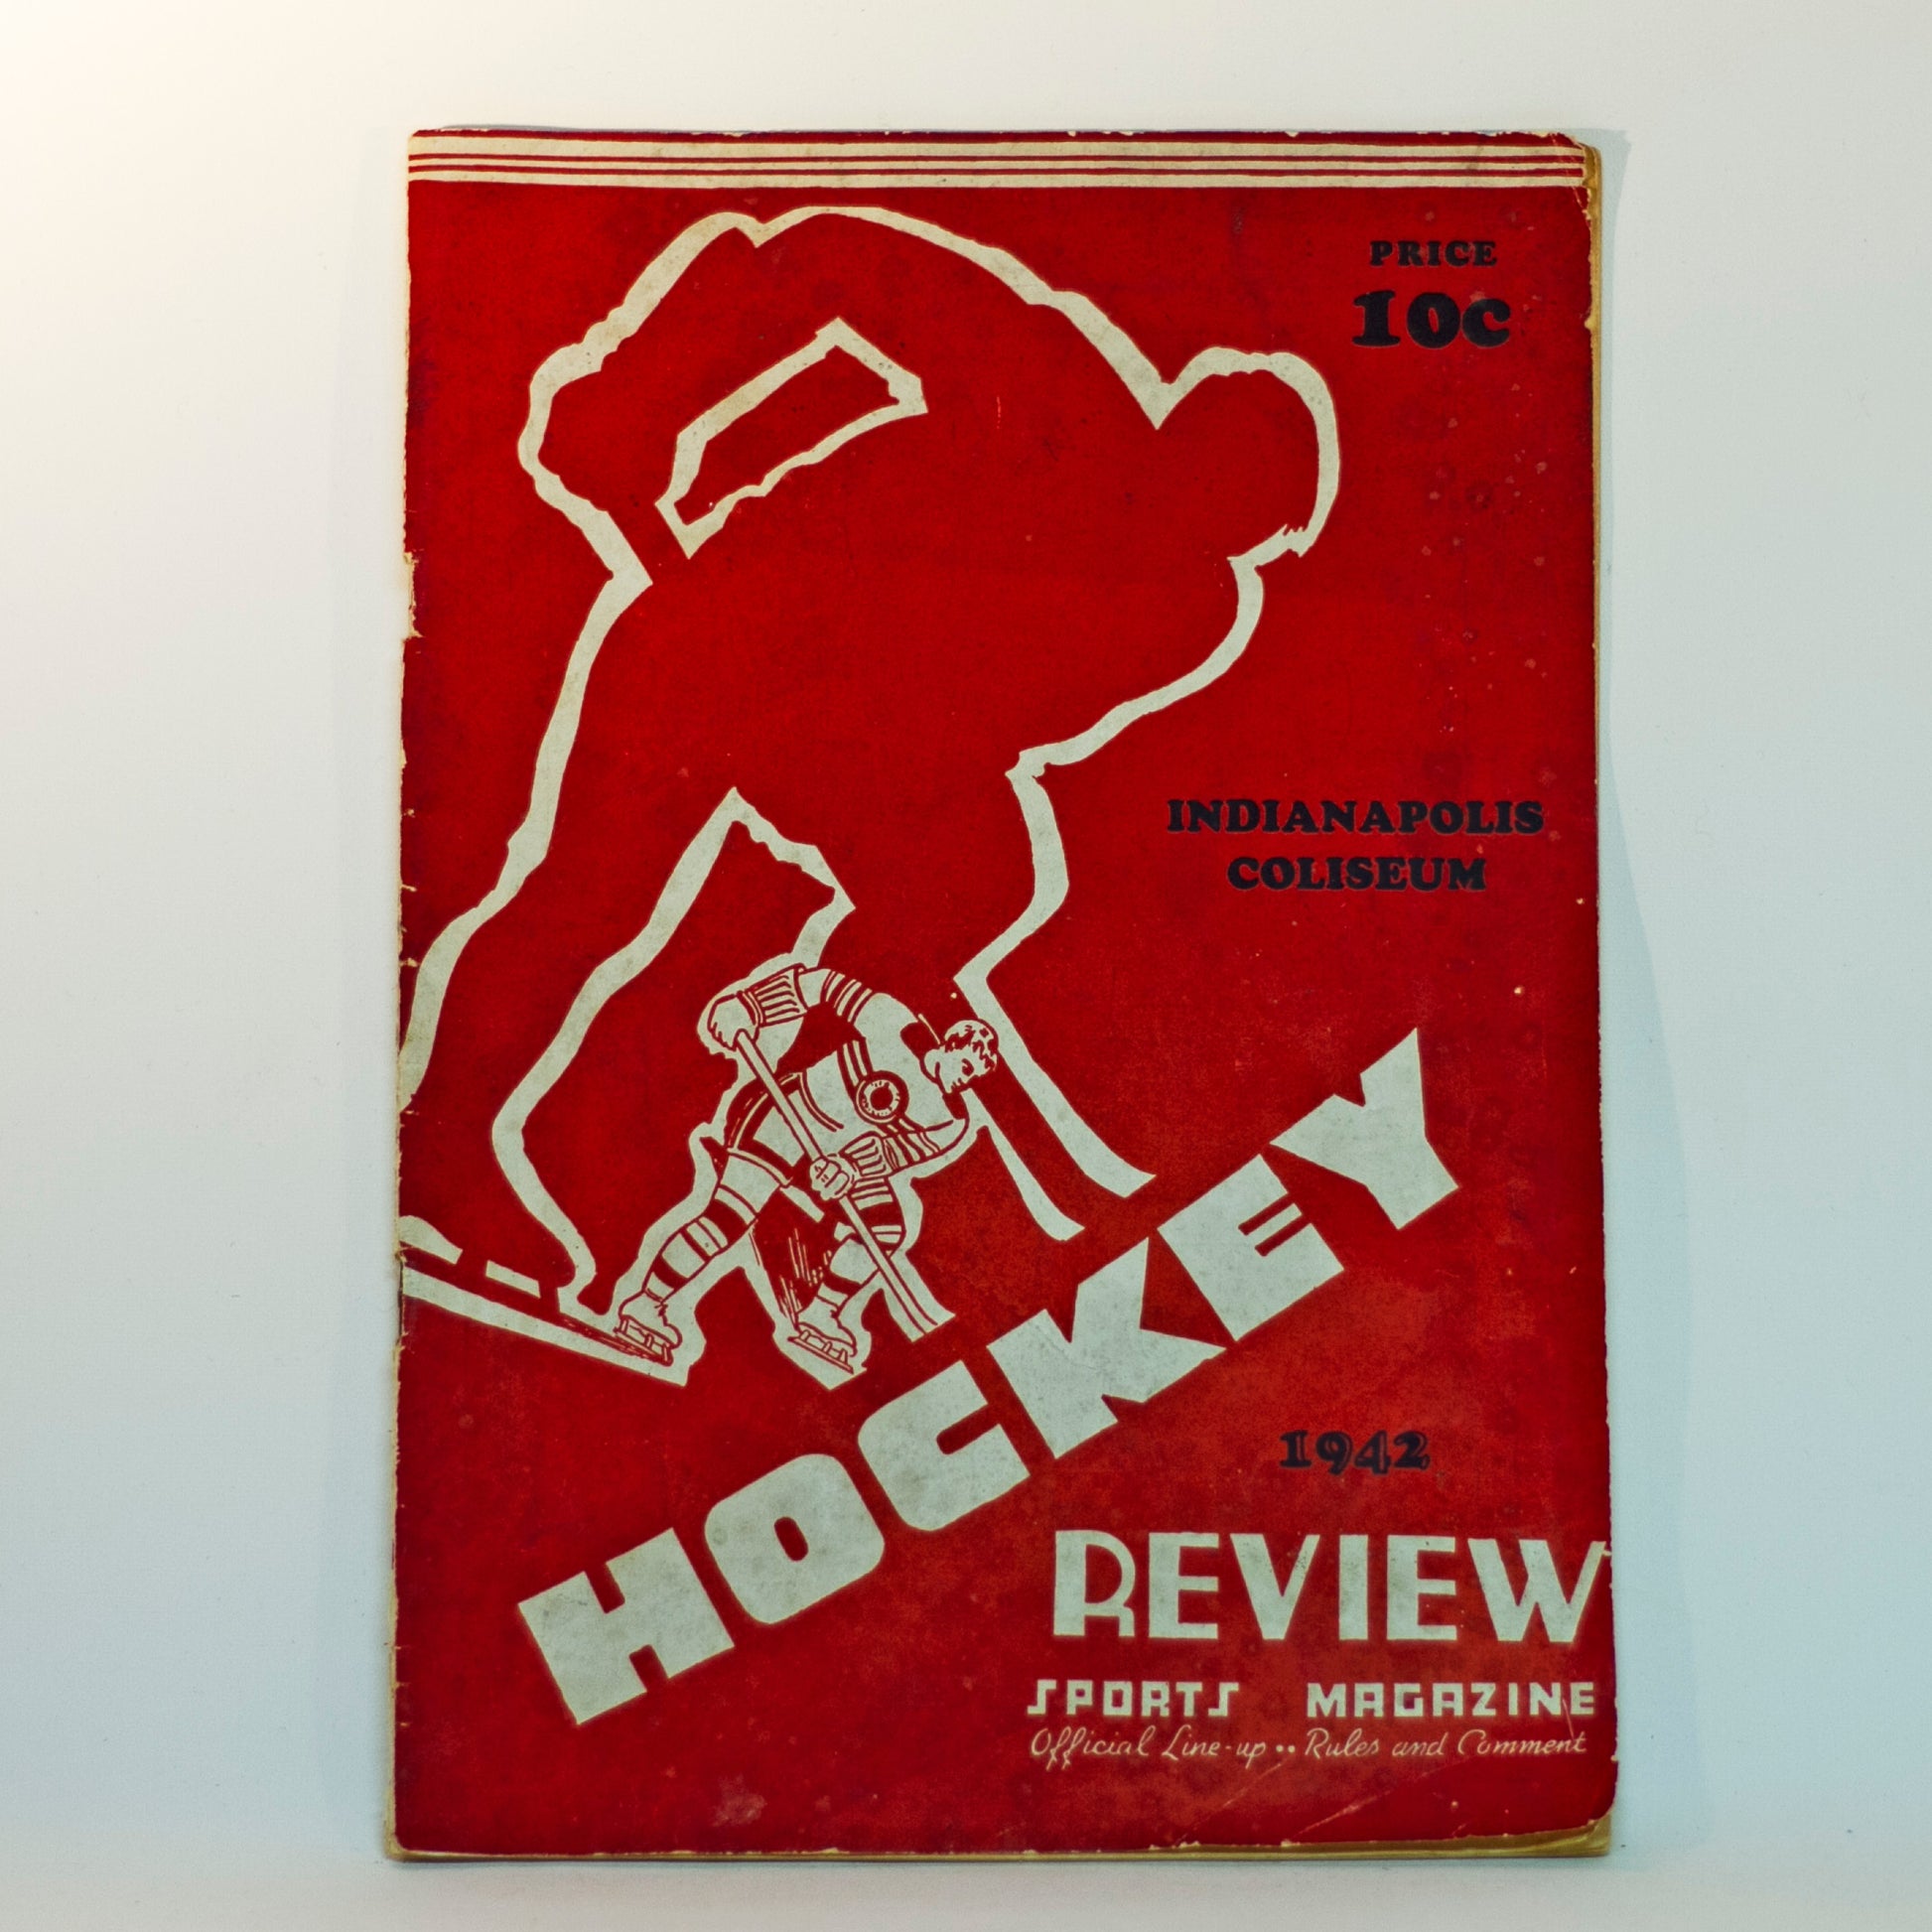 PRICE
10c
INDIANAPOLIS
COLISEUM
HOCKEY
1942
REVIEW
SPORTS MAGAZINE
Official Line-up •• Rules and Comment